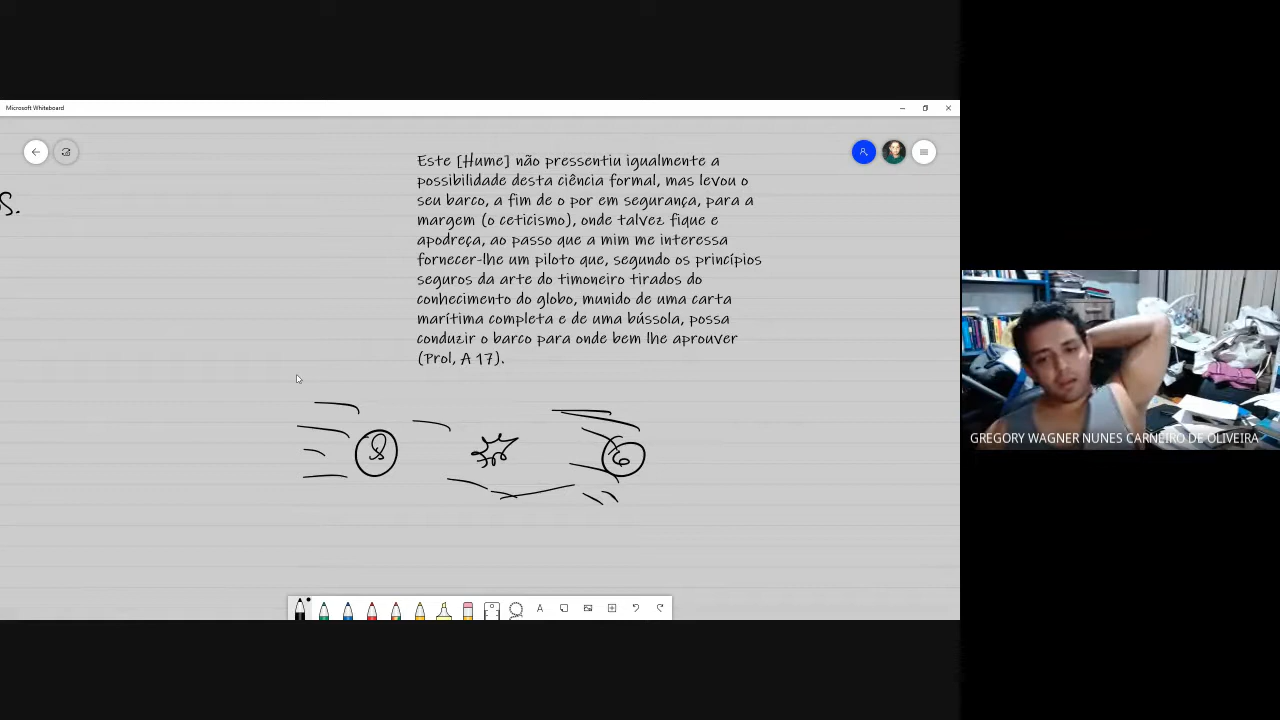 Microsoft Whiteboard
Este [Hume] não pressentiu igualmente a
possibilidade desta ciência formal, mas levou o
seu barco, a fim de o por em segurança, para a
s.
margem (o ceticismo), onde talvez fique e
apodreça, ao passo que a mim me interessa
fornecer-lhe um piloto que, segundo os princípios
seguros da arte do timoneiro tirados do
conhecimento do globo, munido de uma carta
marítima completa e de uma bússola, possa
conduzir o barco para onde bem lhe aprouver
(Prol, A 17).
8
6
A
GREGORY WAGNER NUNES CARNEIRO DE OLIVEIRA